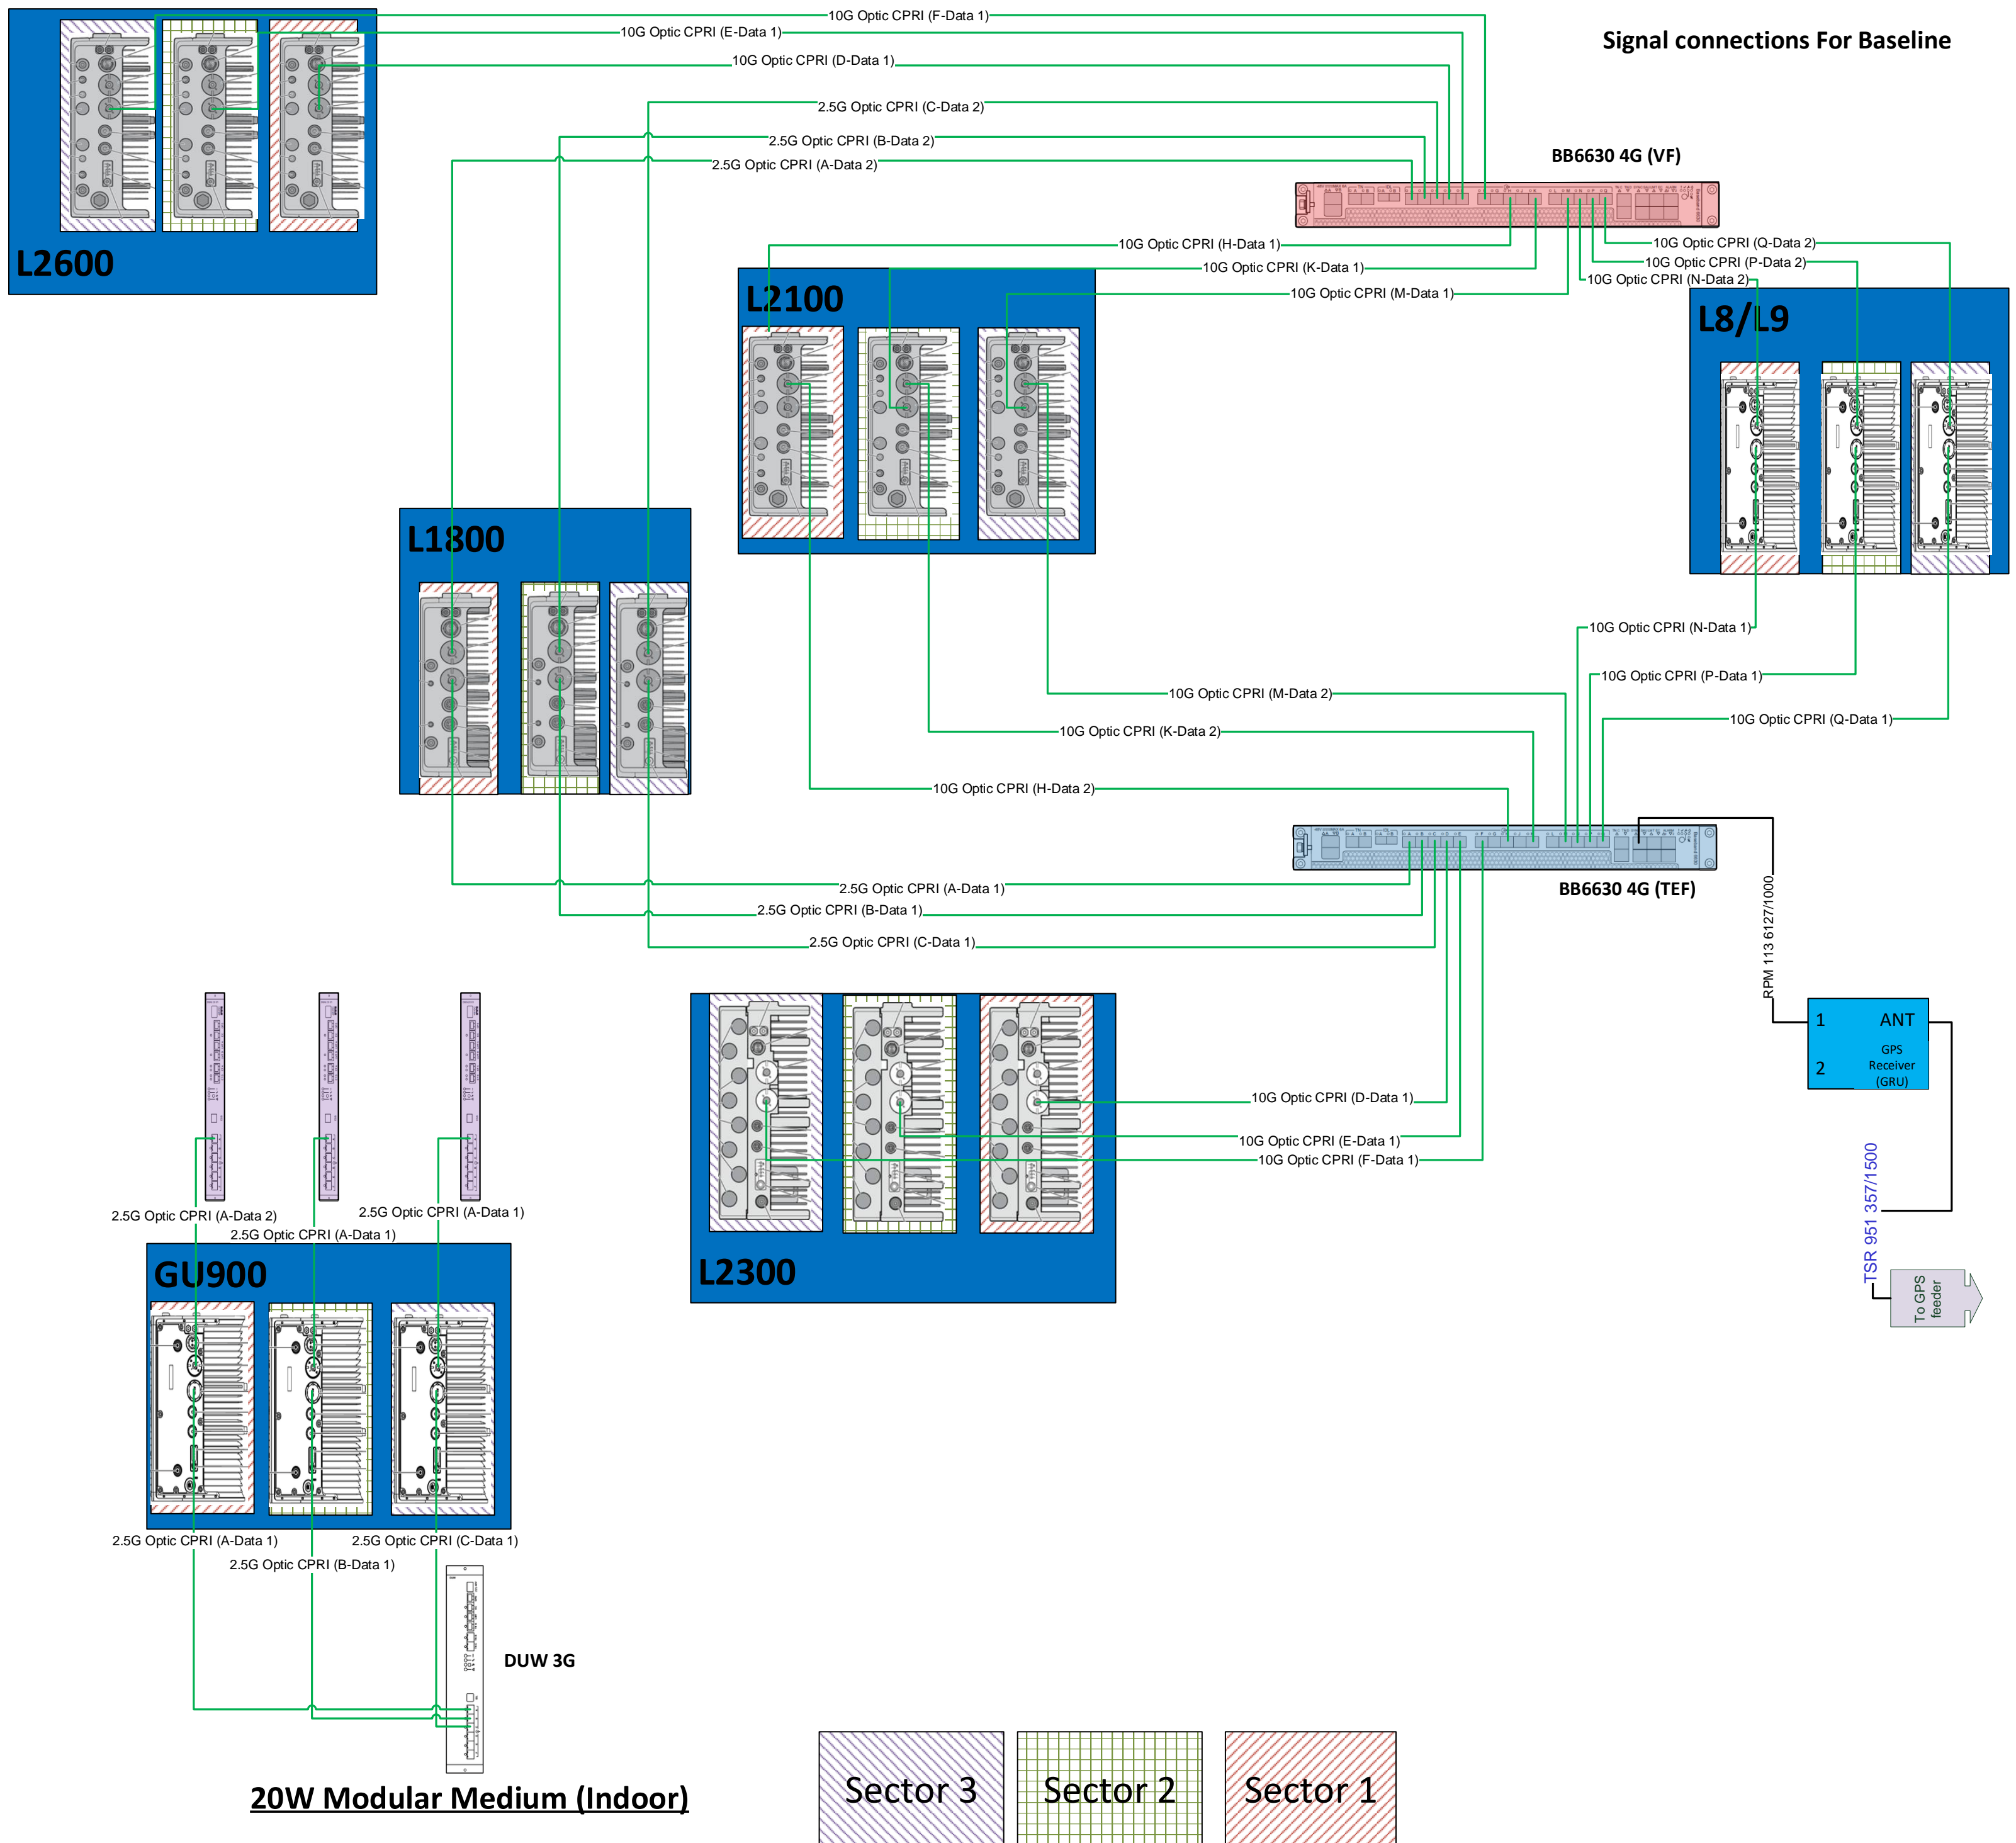 10G Optic CPRI (F-Data 1)
10G Optic CPRI (E-Data 1)
Signal connections For Baseline
10G Optic CPRI (D-Data 1)
2.5G Optic CPRI (C-Data 2)
2.5G Optic CPRI (B-Data 2)
2.5G Optic CPRI (A-Data 2)
BB6630 4G (VF)
L2600
10G Optic CPRI (H-Data 1)
10G Optic CPRI (K-Data 1)
10G Optic CPRI (M-Data 1)
10G Optic CPRI (Q-Data 2)
10G Optic CPRI (P-Data 2)
10G Optic CPRI (N-Data 2)
L2100
L8/L9
L1800
10G Optic CPRI (N-Data 1)
10G Optic CPRI (P-Data 1)
10G Optic CPRI (Q-Data 1)
10G Optic CPRI (M-Data 2)
10G Optic CPRI (K-Data 2)
10G Optic CPRI (H-Data 2)
BB6630 4G (TEF)
2.5G Optic CPRI (A-Data 1)
2.5G Optic CPRI (B-Data 1)
2.5G Optic CPRI (C-Data 1)
RPM 113 6127/1000
1 ANT
2
GPS
Receiver
(GRU)
10G Optic CPRI (D-Data 1)
10G Optic CPRI (E-Data 1)
10G Optic CPRI (F-Data 1)
TSR 951 357/1500
To GPS
feeder
L2300
2.5G Optic CPRI (A-Data 2)
2.5G Optic CPRI (A-Data 1)
2.5G Optic CPRI (A-Data 1)
GU900
2.5G Optic CPRI (A-Data 1)
2.5G Optic CPRI (B-Data 1)
2.5G Optic CPRI (C-Data 1)
DUW 3G
20W Modular Medium (Indoor)
Sector 3
Sector 2
Sector 1